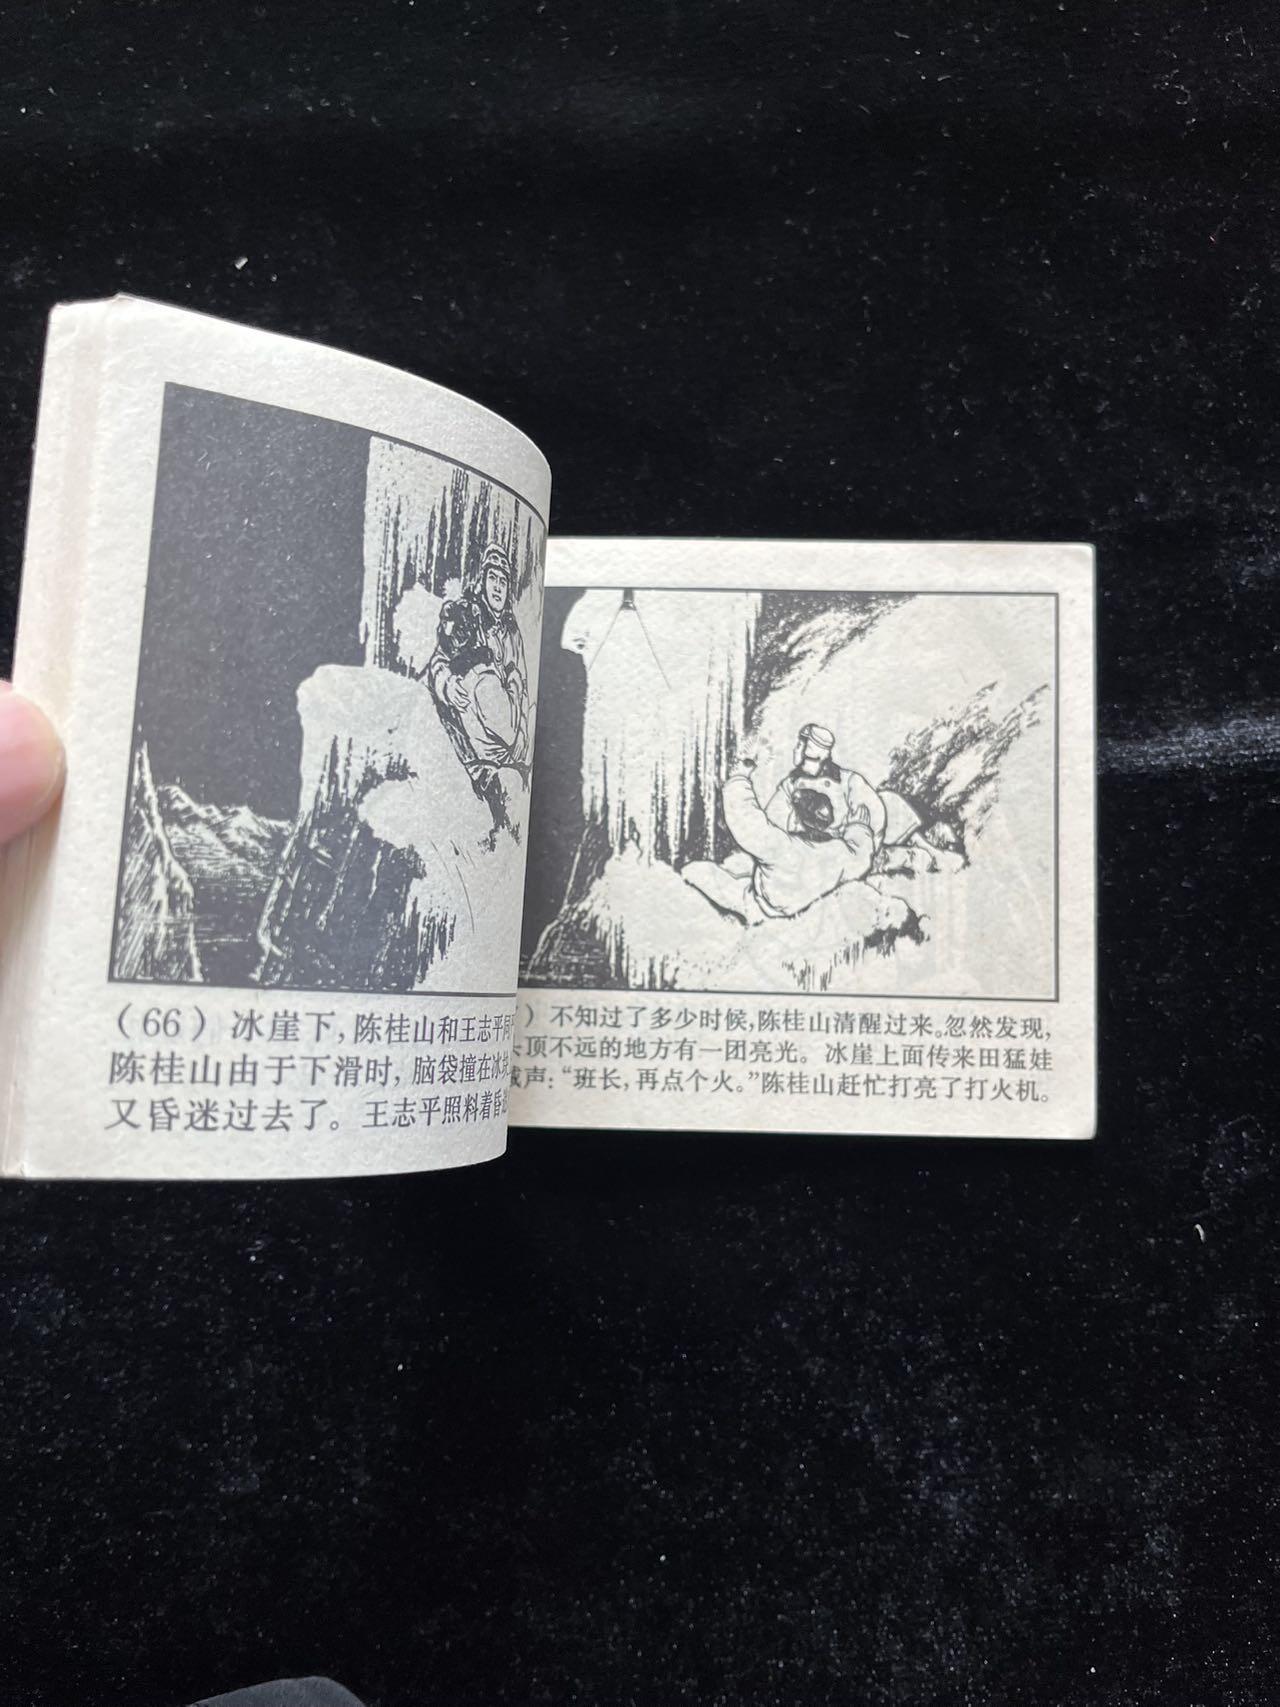 （66）冰崖下，陈桂山和王志平同
陈桂山由于下滑时，脑袋撞在冰
又昏迷过去了。王志平照料着昏
）不知过了多少时候，陈桂山清醒过来。忽然发现，
顶不远的地方有一团亮光。冰崖上面传来田猛娃
声：“班长，再点个火。”陈桂山赶忙打亮了打火机。